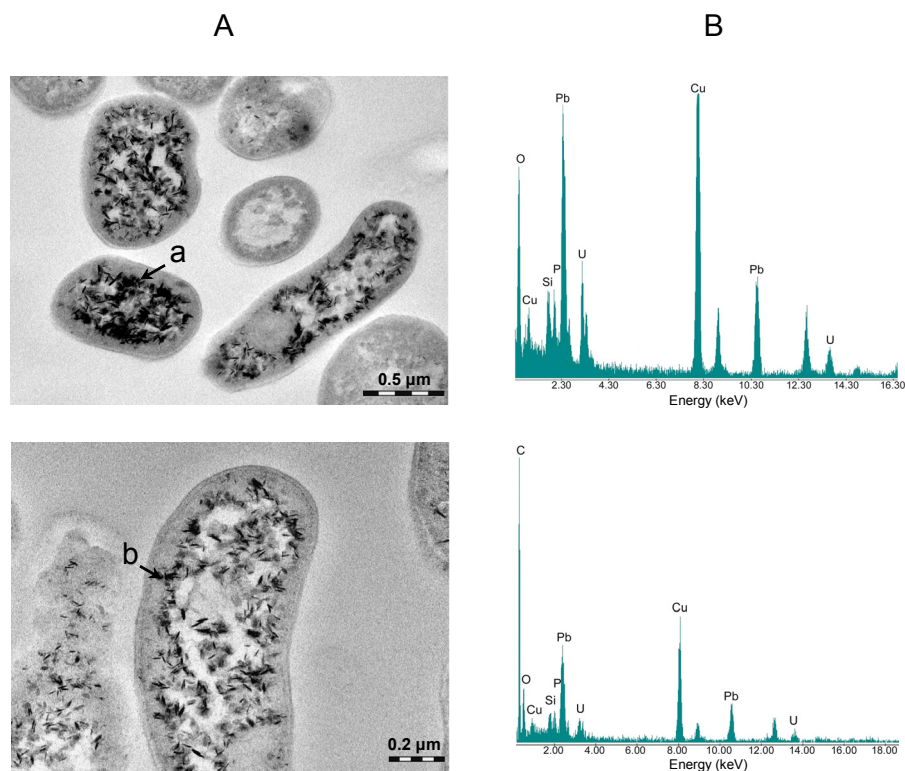 A B
a
0.5 µm
Cu
Pb
O
U
P
Si
Cu
Pb
U
2.30 4.30 6.30 8.30 10.30 12.30 14.30 16.30
Energy (keV)
b
0.2 µm
C
Cu
Pb
O
P
Si
Cu
U
Pb
U
2.00 4.00 6.00 8.00 10.00 12.00 14.00 16.00 18.00
Energy (keV)